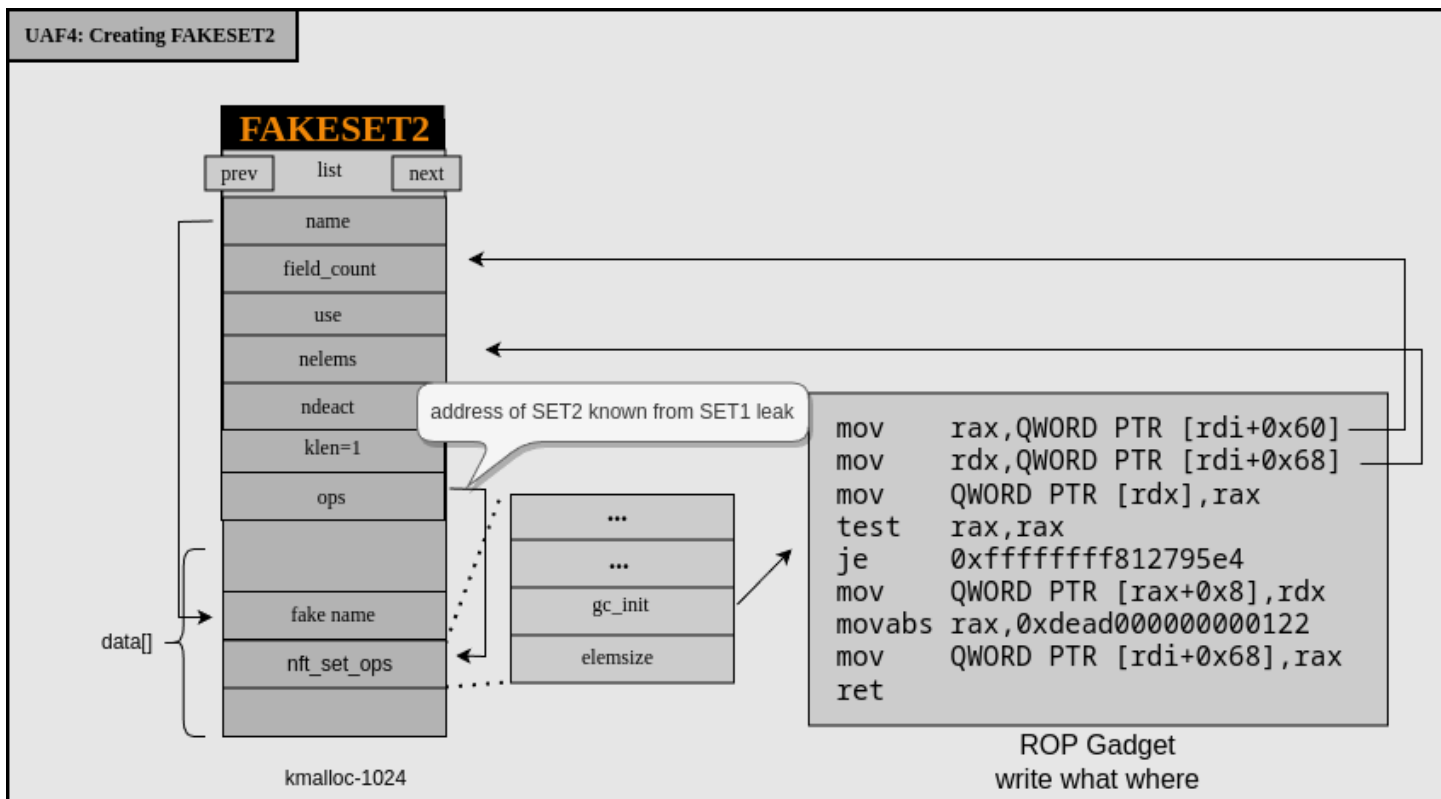 UAF4: Creating FAKESET2
FAKESET2
prev list next
name
field_count
use
nelems
ndeact
klen=1
ops
address of SET2 known from SET1 leak
data[]
fake name
nft_set_ops
kmalloc-1024
...
...
gc_init
elemsize
mov rax,QWORD PTR [rdi+0x60]
mov rdx,QWORD PTR [rdi+0x68]
mov QWORD PTR [rdx],rax
test rax,rax
je 0xffffffff812795e4
mov QWORD PTR [rax+0x8],rdx
movabs rax,0xdead000000000122
mov QWORD PTR [rdi+0x68],rax
ret
ROP Gadget
write what where